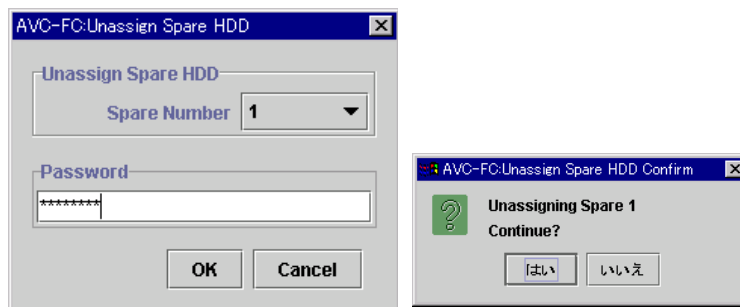 AVC-FC:Unassign Spare HDD
Unassign Spare HDD
Spare Number 1
Password
********
OK Cancel
AVC-FC:Unassign Spare HDD Confirm
Unassigning Spare 1
Continue?
はい いいえ